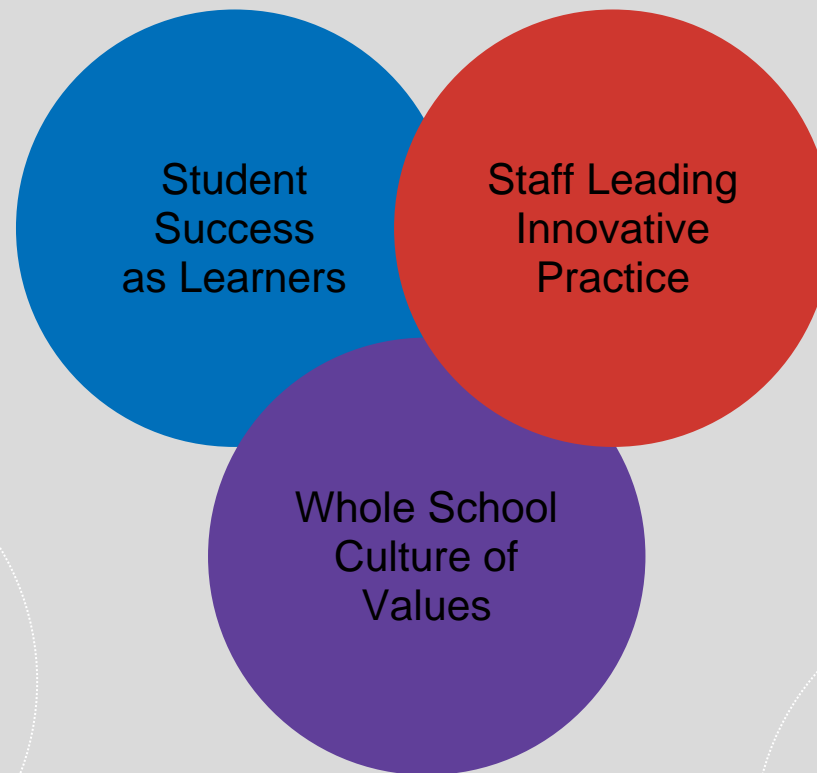 Student
Success
as Learners
Staff Leading
Innovative
Practice
Whole School
Culture of
Values